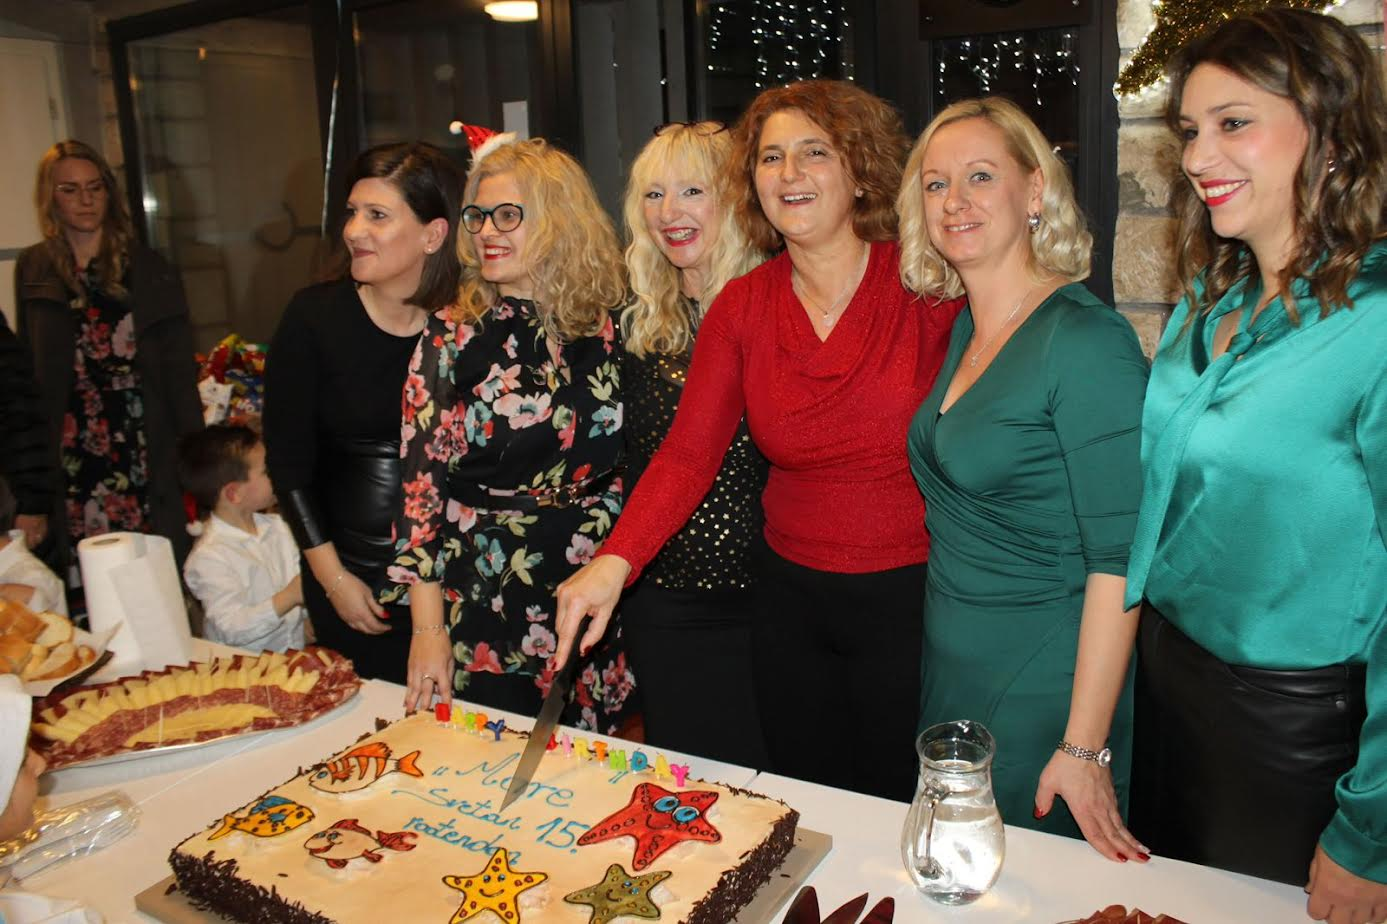 HAPPY BIRTHDAY
"More"
Sretan 15.
rođendan